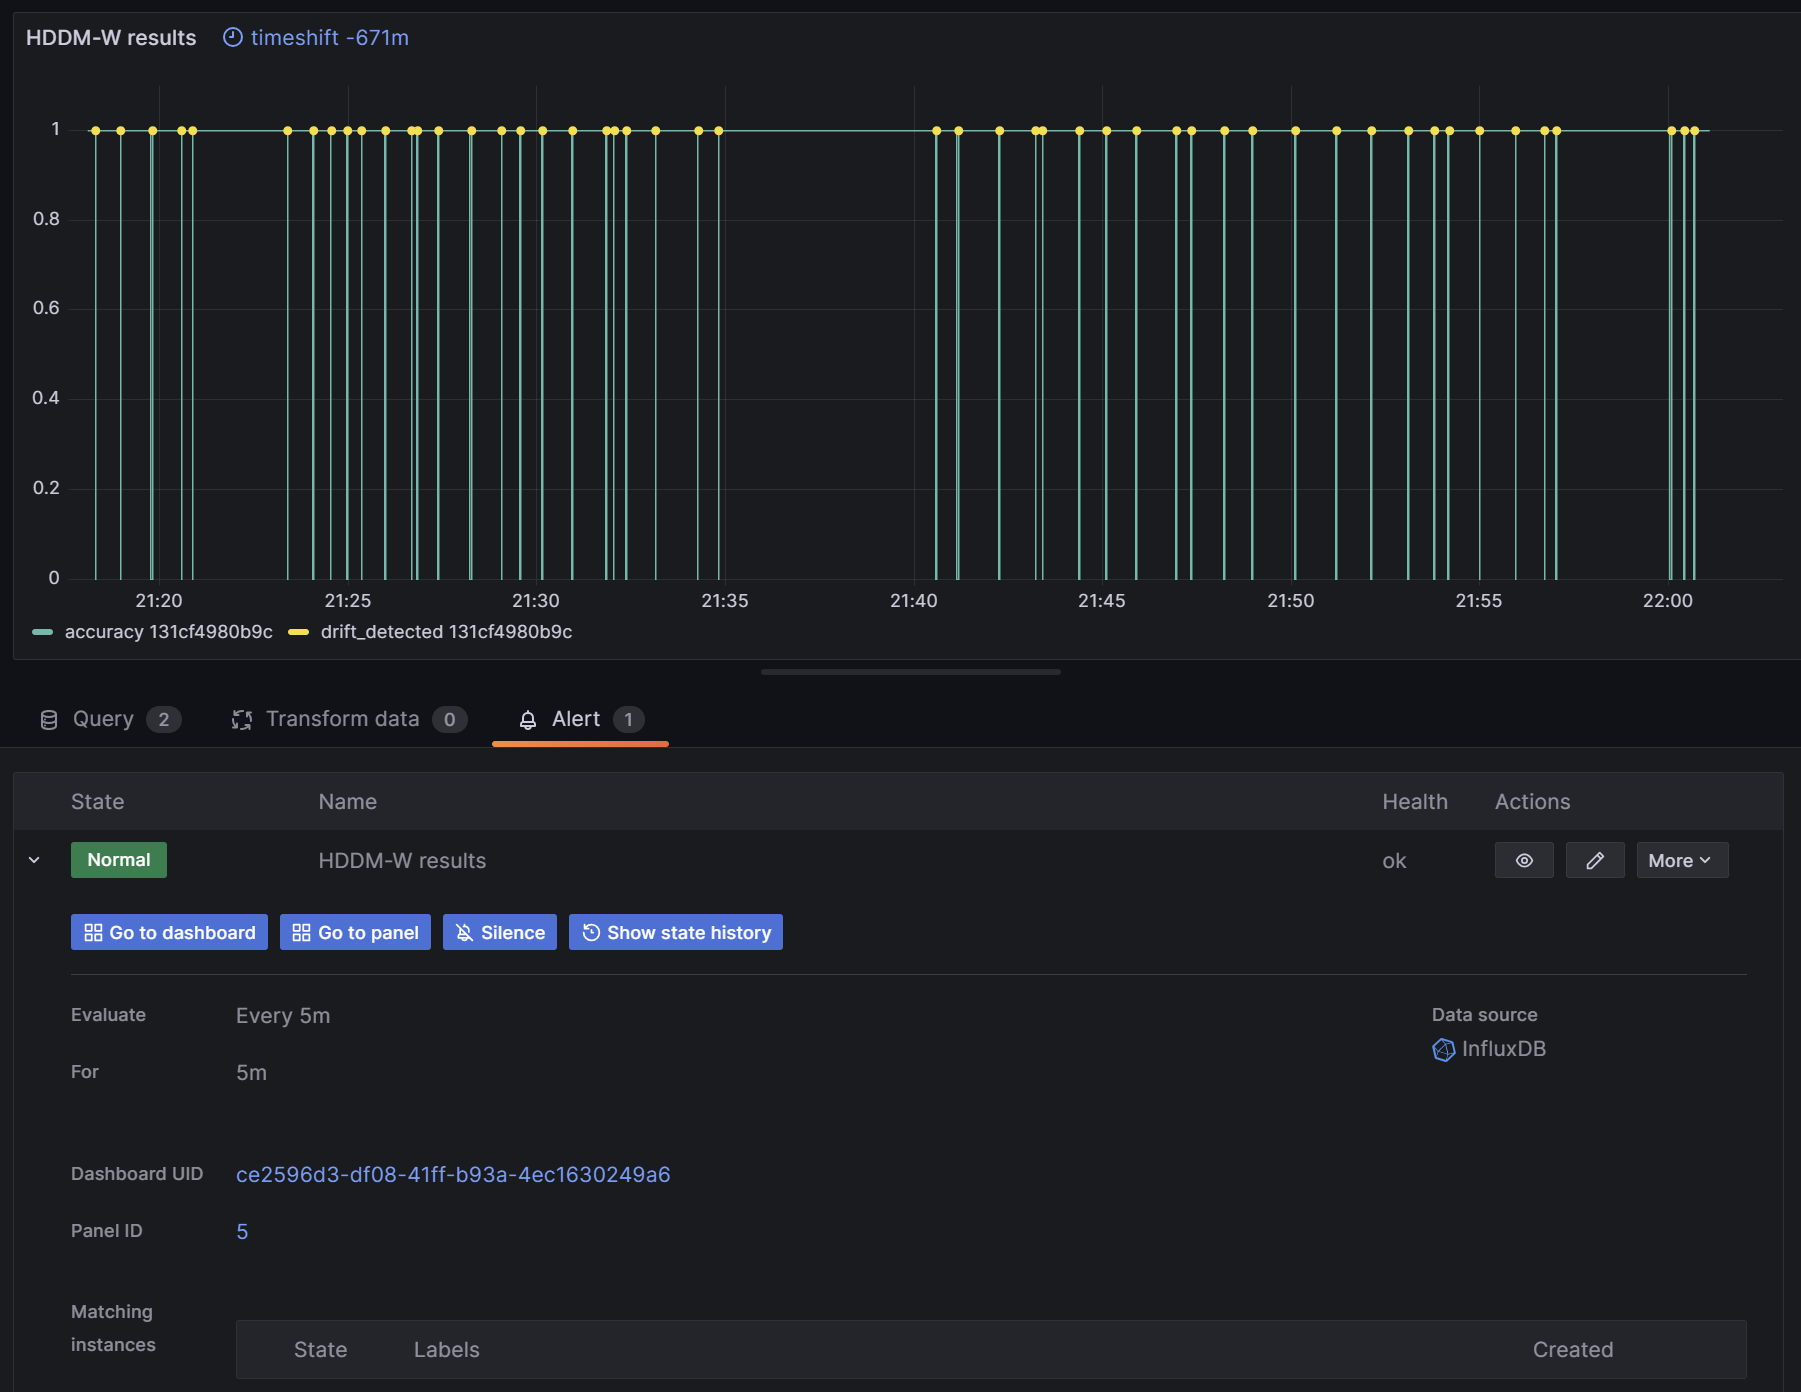 HDDM-W results timeshift -671m
1
0.8
0.6
0.4
0.2
0
21:20 21:25 21:30 21:35 21:40 21:45 21:50 21:55 22:00
accuracy 131cf4980b9c drift_detected 131cf4980b9c
Query 2 Transform data 0 Alert 1
State Name Health Actions
Normal HDDM-W results ok More
Go to dashboard Go to panel Silence Show state history
Evaluate Every 5m Data source
InfluxDB
For 5m
Dashboard UID ce2596d3-df08-41ff-b93a-4ec1630249a6
Panel ID 5
Matching
instances
State Labels Created